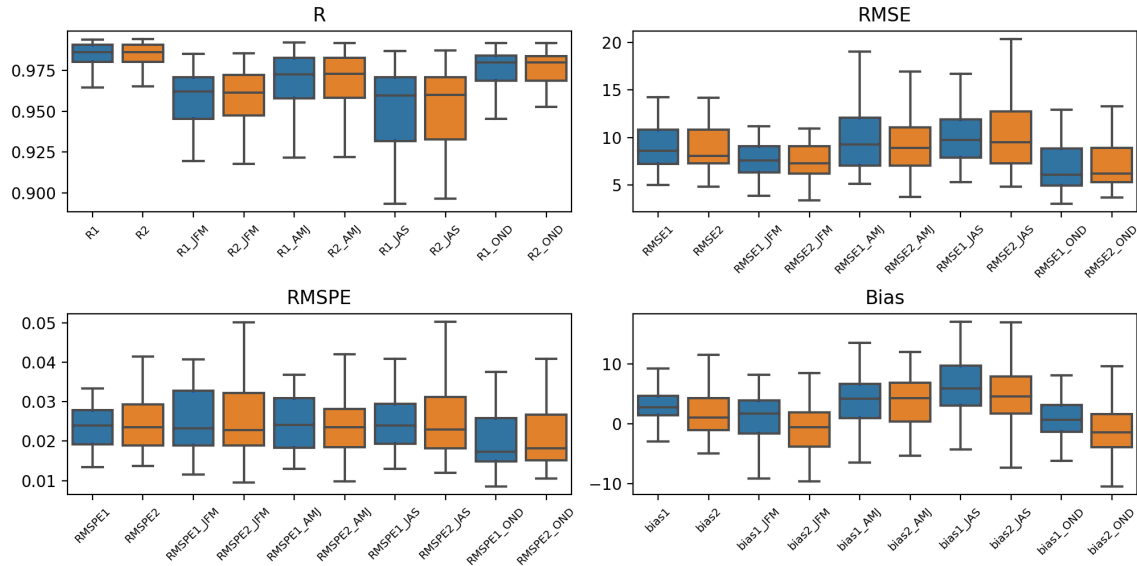 R
0.975
0.950
0.925
0.900
R1
R2
R1_JFM
R2_JFM
R1_AMJ
R2_AMJ
R1_JAS
R2_JAS
R1_OND
R2_OND
RMSE
20
15
10
5
RMSE1
RMSE2
RMSE1_JFM
RMSE2_JFM
RMSE1_AMJ
RMSE2_AMJ
RMSE1_JAS
RMSE2_JAS
RMSE1_OND
RMSE2_OND
RMSPE
0.05
0.04
0.03
0.02
0.01
RMSPE1
RMSPE2
RMSPE1_JFM
RMSPE2_JFM
RMSPE1_AMJ
RMSPE2_AMJ
RMSPE1_JAS
RMSPE2_JAS
RMSPE1_OND
RMSPE2_OND
Bias
10
0
−10
bias1
bias2
bias1_JFM
bias2_JFM
bias1_AMJ
bias2_AMJ
bias1_JAS
bias2_JAS
bias1_OND
bias2_OND